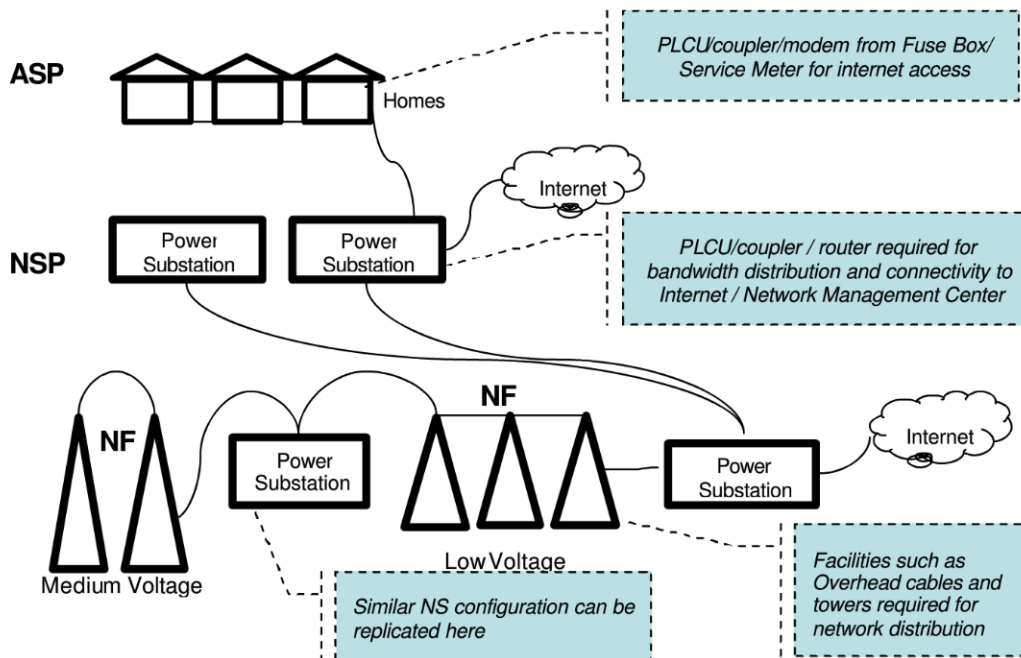 ASP
Homes
PLCU/coupler/modem from Fuse Box/
Service Meter for internet access
Internet
NSP
Power
Substation
Power
Substation
PLCU/coupler / router required for
bandwidth distribution and connectivity to
Internet / Network Management Center
NF
NF
Power
Substation
Power
Substation
Internet
Medium Voltage
Low Voltage
Similar NS configuration can be
replicated here
Facilities such as
Overhead cables and
towers required for
network distribution